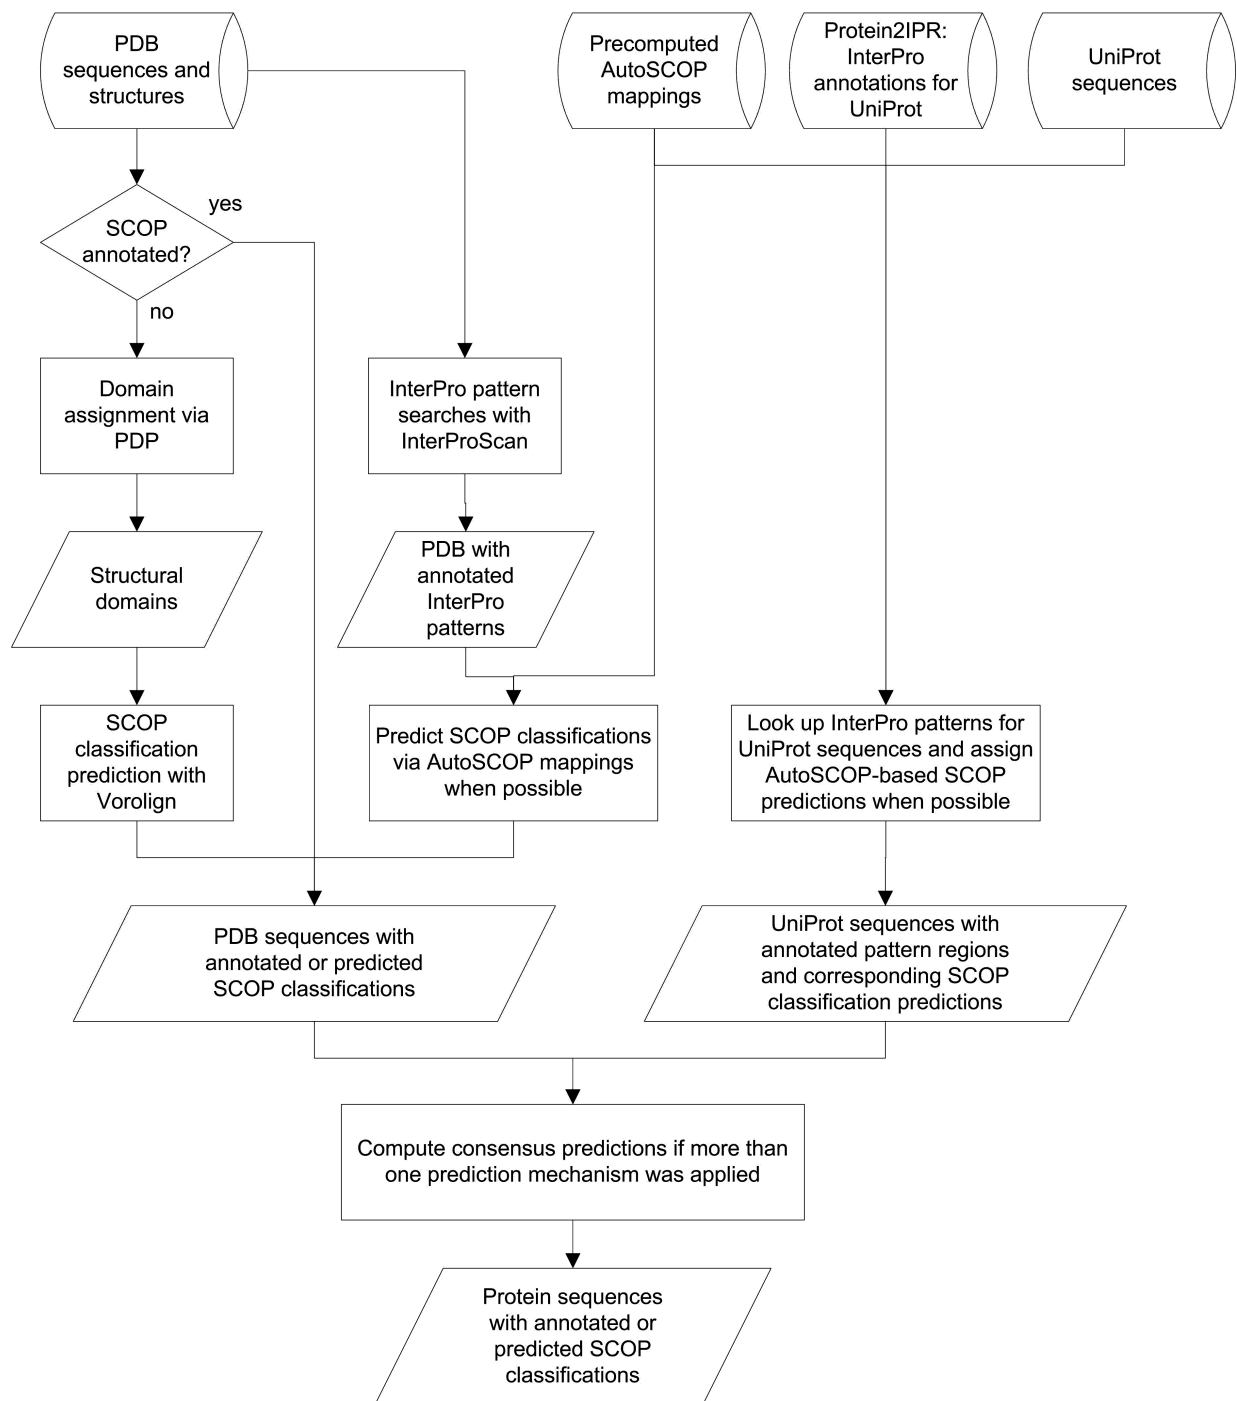 PDB
sequences and
structures
Precomputed
AutoSCOP
mappings
Protein2IPR:
InterPro
annotations for
UniProt
UniProt
sequences
SCOP
annotated?
yes
no
Domain
assignment via
PDP
InterPro pattern
searches with
InterProScan
Structural
domains
PDB with
annotated
InterPro
patterns
SCOP
classification
prediction with
Vorolign
Predict SCOP classifications
via AutoSCOP mappings
when possible
Look up InterPro patterns for
UniProt sequences and assign
AutoSCOP-based SCOP
predictions when possible
PDB sequences with
annotated or predicted
SCOP classifications
UniProt sequences with
annotated pattern regions
and corresponding SCOP
classification predictions
Compute consensus predictions if more than
one prediction mechanism was applied
Protein sequences
with annotated or
predicted SCOP
classifications